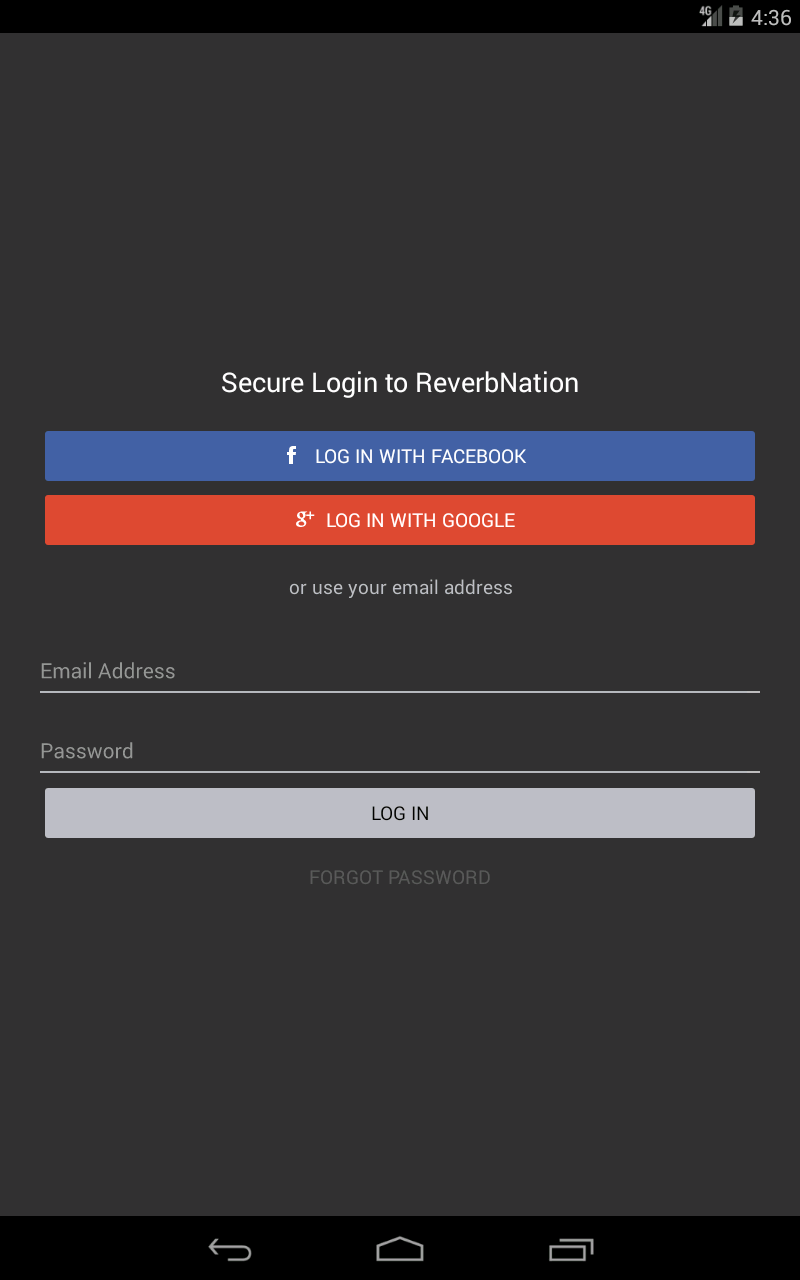 4G 4:36
Secure Login to ReverbNation
f LOG IN WITH FACEBOOK
g+ LOG IN WITH GOOGLE
or use your email address
Email Address
Password
LOG IN
FORGOT PASSWORD